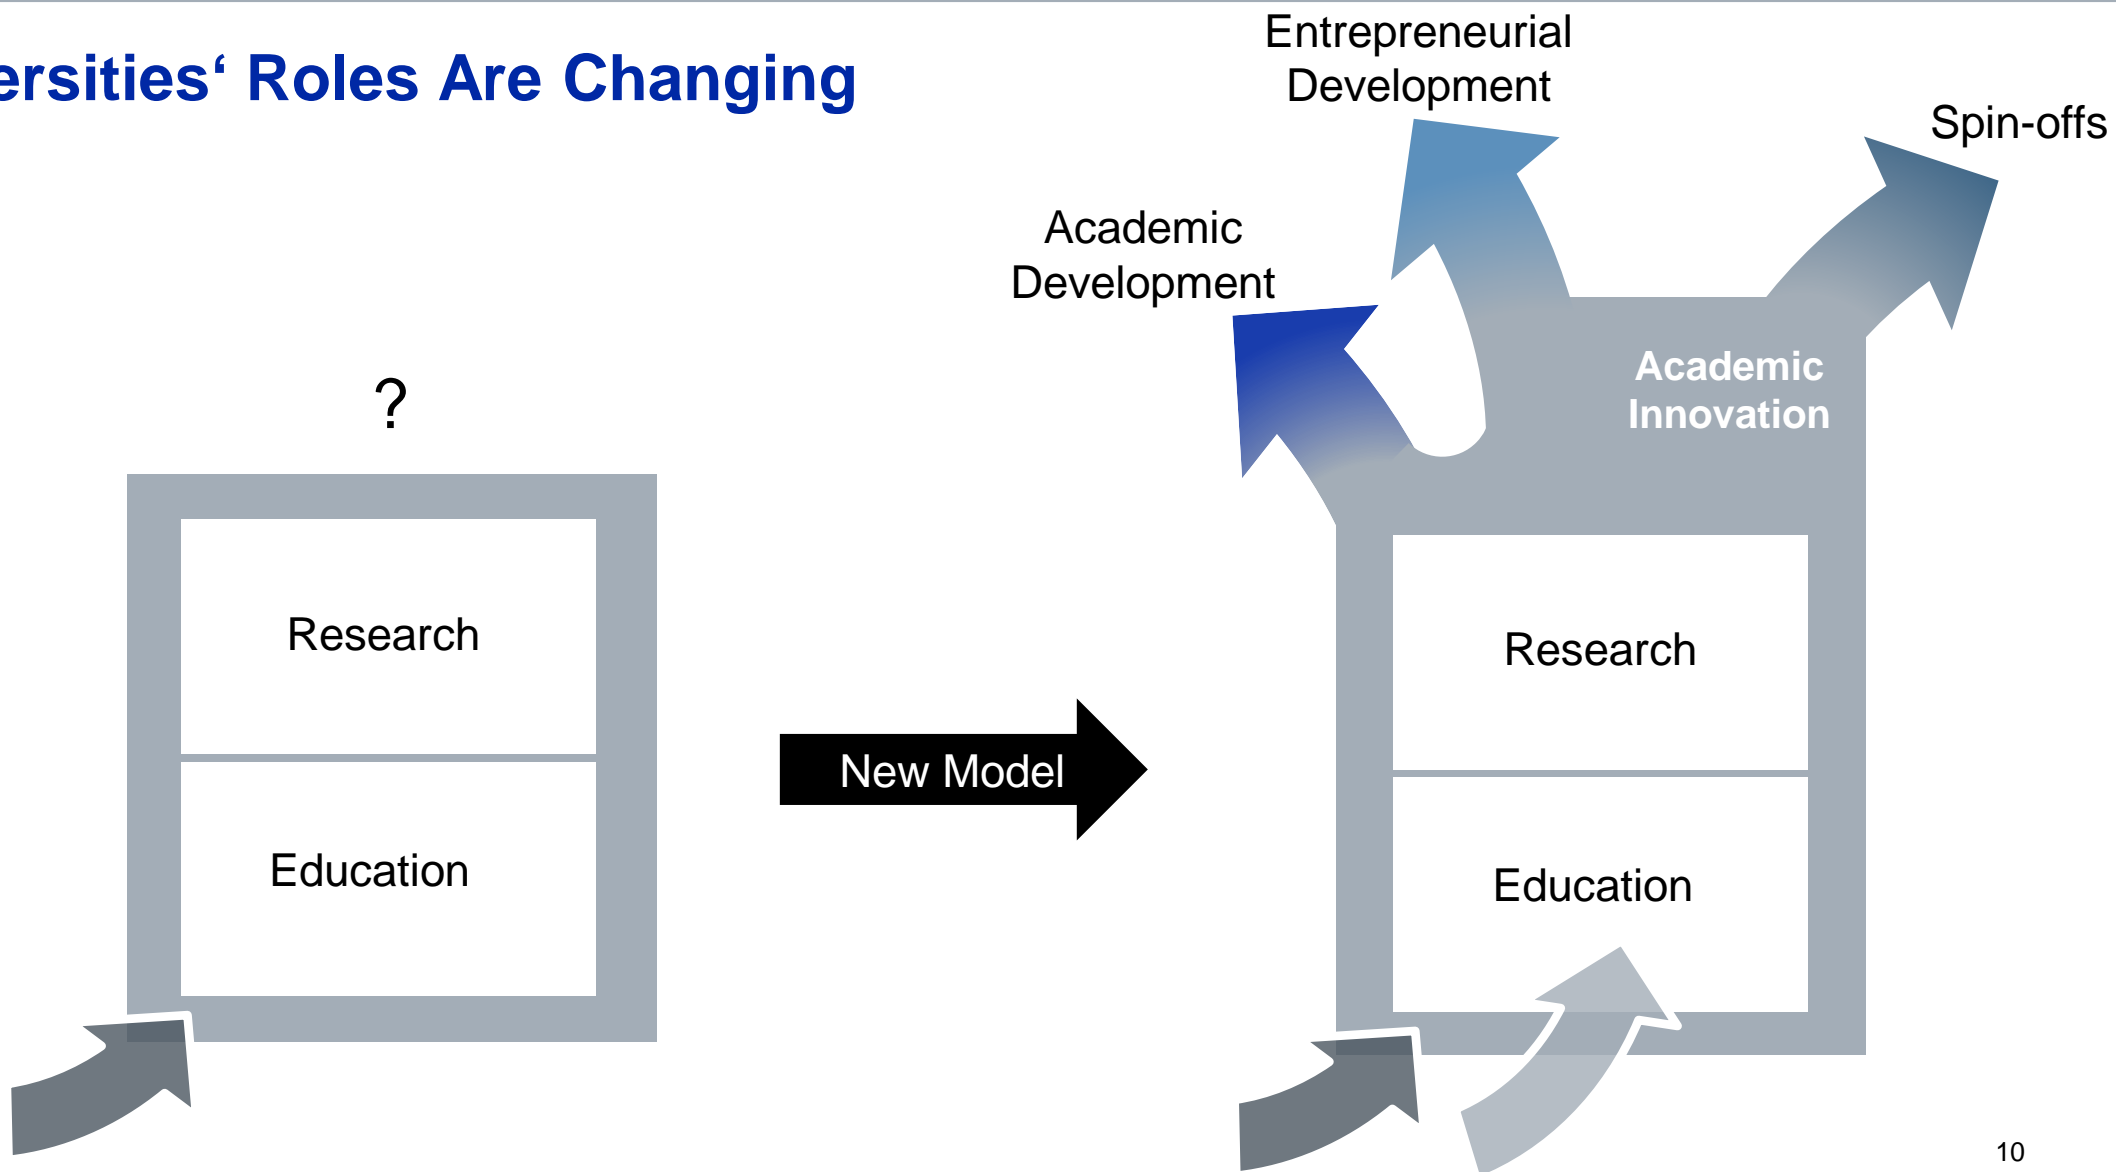 ersities‘ Roles Are Changing
Entrepreneurial
Development
Spin-offs
Academic
Development
?
Academic
Innovation
Research
Education
New Model
Research
Education
10